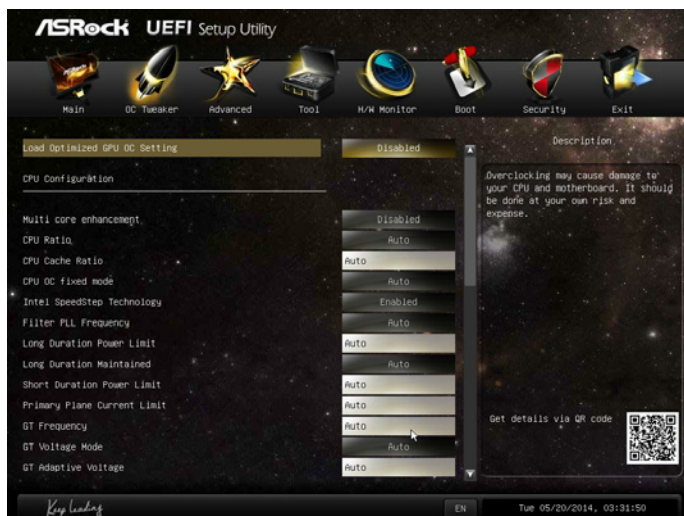 ASRock UEFI Setup Utility
Main OC Tweaker Advanced Tool H/W Monitor Boot Security Exit
Load Optimized GPU OC Setting Disabled
CPU Configuration
Multi core enhancement Disabled
CPU Ratio Auto
CPU Cache Ratio Auto
CPU OC fixed mode Auto
Intel SpeedStep Technology Enabled
Filter PLL Frequency Auto
Long Duration Power Limit Auto
Long Duration Maintained Auto
Short Duration Power Limit Auto
Primary Plane Current Limit Auto
GT Frequency Auto
GT Voltage Mode Auto
GT Adaptive Voltage Auto
Description
Overclocking may cause damage to
your CPU and motherboard. It should
be done at your own risk and
expense.
Get details via QR code
Keep Leading
EN
Tue 05/20/2014, 03:31:50